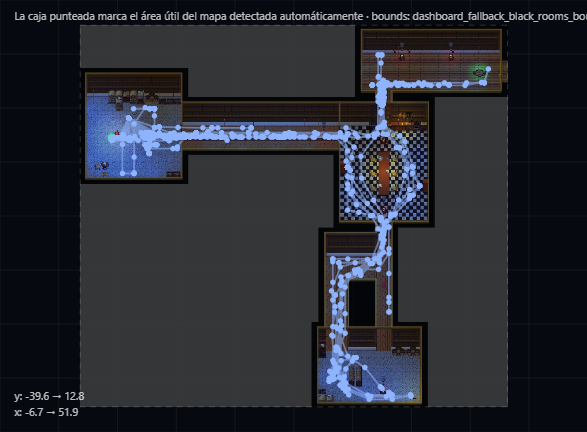 La caja punteada marca el área útil del mapa detectada automáticamente · bounds: dashboard_fallback_black_rooms_bo
y: -39.6 → 12.8
x: -6.7 → 51.9